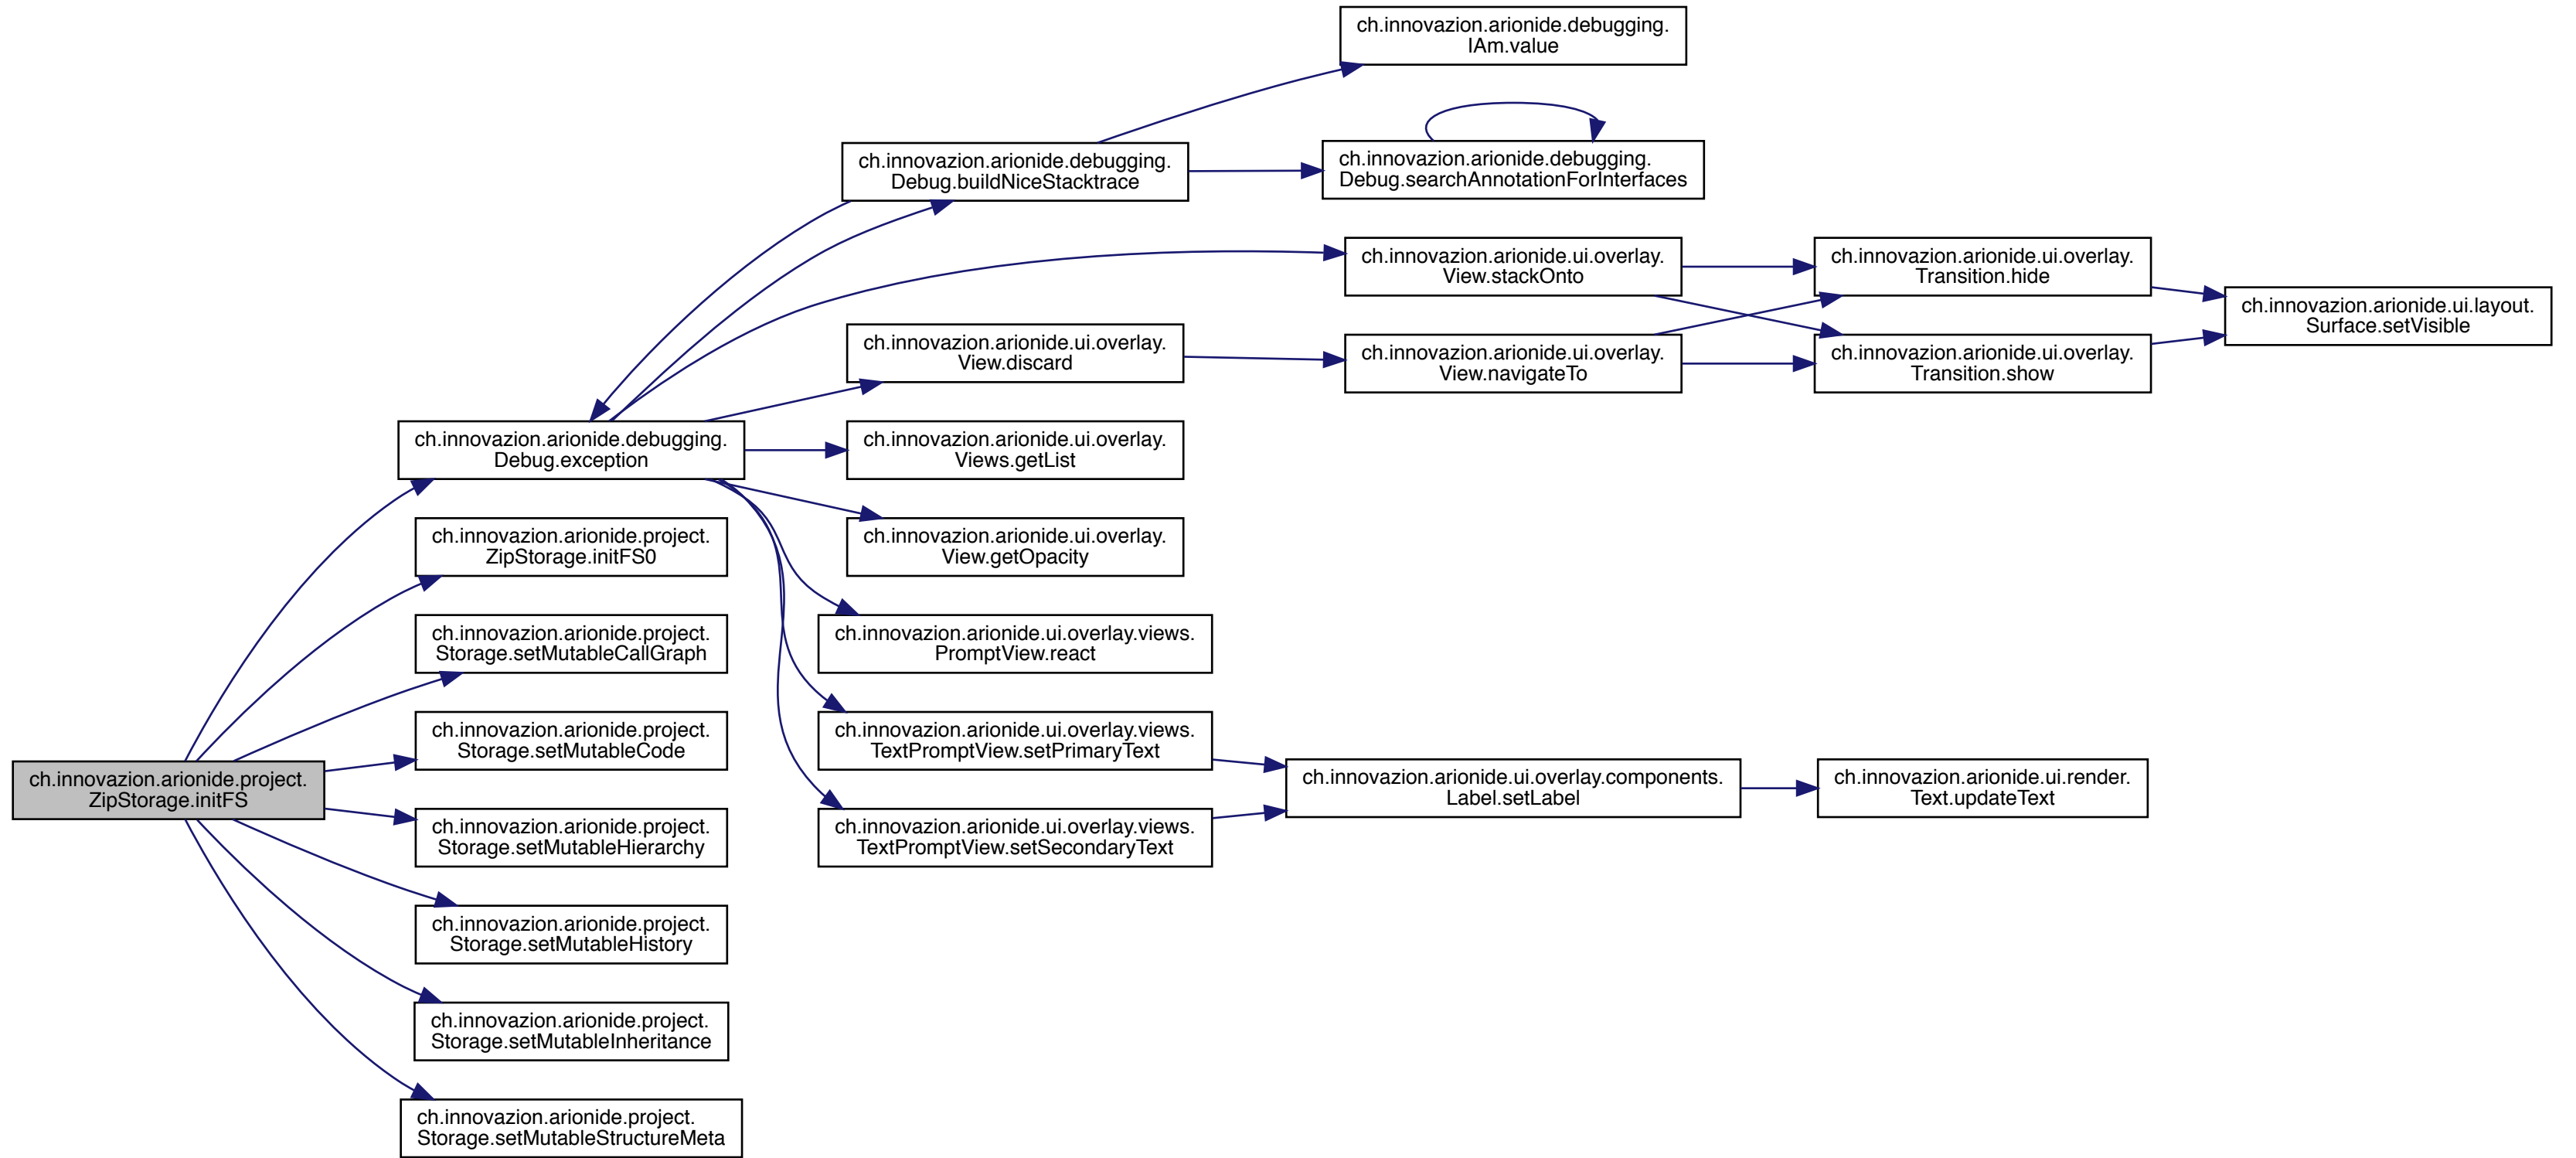 ch.innovazion.arionide.debugging.
IAm.value
ch.innovazion.arionide.debugging.
Debug.buildNiceStacktrace
ch.innovazion.arionide.debugging.
Debug.searchAnnotationForInterfaces
ch.innovazion.arionide.ui.overlay.
View.stackOnto
ch.innovazion.arionide.ui.overlay.
Transition.hide
ch.innovazion.arionide.ui.layout.
Surface.setVisible
ch.innovazion.arionide.ui.overlay.
View.discard
ch.innovazion.arionide.ui.overlay.
View.navigateTo
ch.innovazion.arionide.ui.overlay.
Transition.show
ch.innovazion.arionide.debugging.
Debug.exception
ch.innovazion.arionide.ui.overlay.
Views.getList
ch.innovazion.arionide.project.
ZipStorage.initFS0
ch.innovazion.arionide.ui.overlay.
View.getOpacity
ch.innovazion.arionide.project.
Storage.setMutableCallGraph
ch.innovazion.arionide.ui.overlay.views.
PromptView.react
ch.innovazion.arionide.project.
Storage.setMutableCode
ch.innovazion.arionide.ui.overlay.views.
TextPromptView.setPrimaryText
ch.innovazion.arionide.project.
ZipStorage.initFS
ch.innovazion.arionide.ui.overlay.components.
Label.setLabel
ch.innovazion.arionide.ui.render.
Text.updateText
ch.innovazion.arionide.project.
Storage.setMutableHierarchy
ch.innovazion.arionide.ui.overlay.views.
TextPromptView.setSecondaryText
ch.innovazion.arionide.project.
Storage.setMutableHistory
ch.innovazion.arionide.project.
Storage.setMutableInheritance
ch.innovazion.arionide.project.
Storage.setMutableStructureMeta